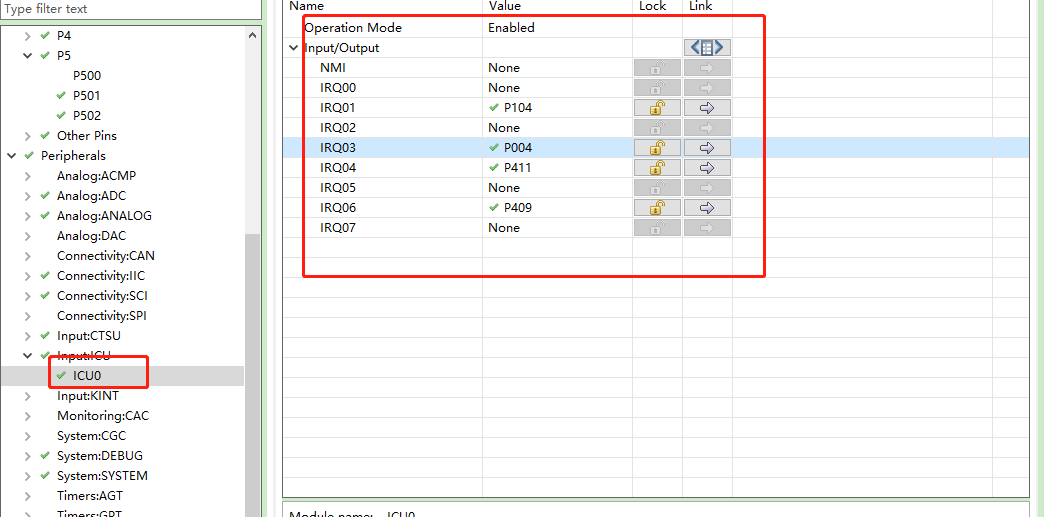 Type filter text
P4
P5
P500
P501
P502
Other Pins
Peripherals
Analog:ACMP
Analog:ADC
Analog:ANALOG
Analog:DAC
Connectivity:CAN
Connectivity:IIC
Connectivity:SCI
Connectivity:SPI
Input:CTSU
Input:ICU
ICU0
Input:KINT
Monitoring:CAC
System:CGC
System:DEBUG
System:SYSTEM
Timers:AGT
Timers:GPT
Name Value Lock Link
Operation Mode Enabled
Input/Output
NMI None
IRQ00 None
IRQ01 P104
IRQ02 None
IRQ03 P004
IRQ04 P411
IRQ05 None
IRQ06 P409
IRQ07 None
Module name: ICU0